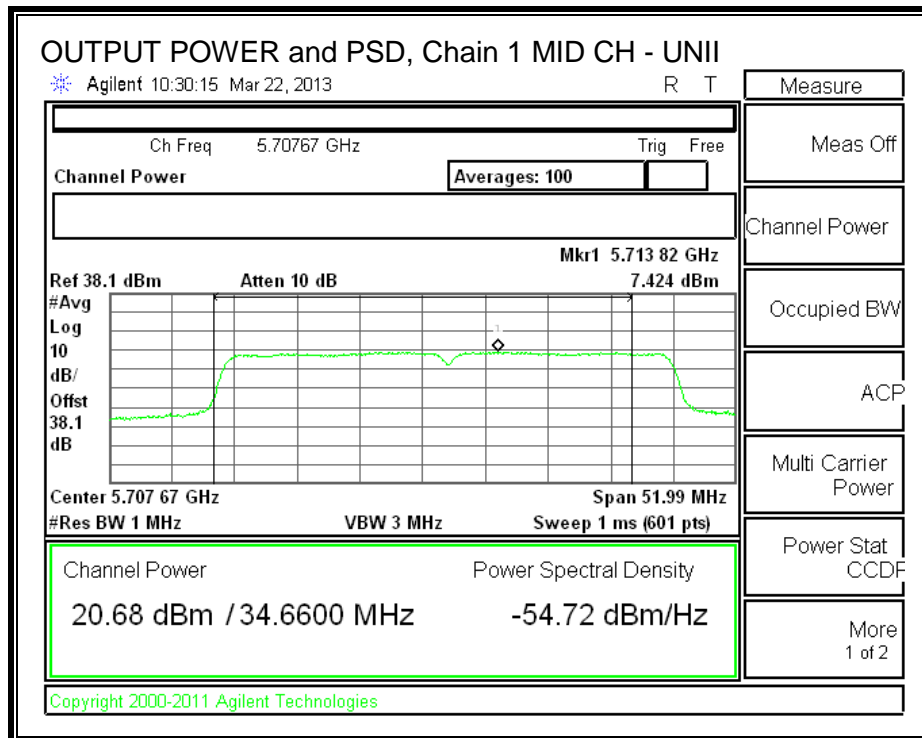 OUTPUT POWER and PSD, Chain 1 MID CH - UNII
Agilent 10:30:15 Mar 22, 2013 R T
Measure
Ch Freq 5.70767 GHz Trig Free
Meas Off
Channel Power Averages: 100
Channel Power
Mkr1 5.713 82 GHz
Ref 38.1 dBm Atten 10 dB 7.424 dBm
#Avg
Log
10
dB/
Offst
38.1
dB
1
Occupied BW
ACP
Multi Carrier
Power
Center 5.707 67 GHz Span 51.99 MHz
#Res BW 1 MHz VBW 3 MHz Sweep 1 ms (601 pts)
Power Stat
CCDF
Channel Power Power Spectral Density
20.68 dBm / 34.6600 MHz -54.72 dBm/Hz
More
1 of 2
Copyright 2000-2011 Agilent Technologies